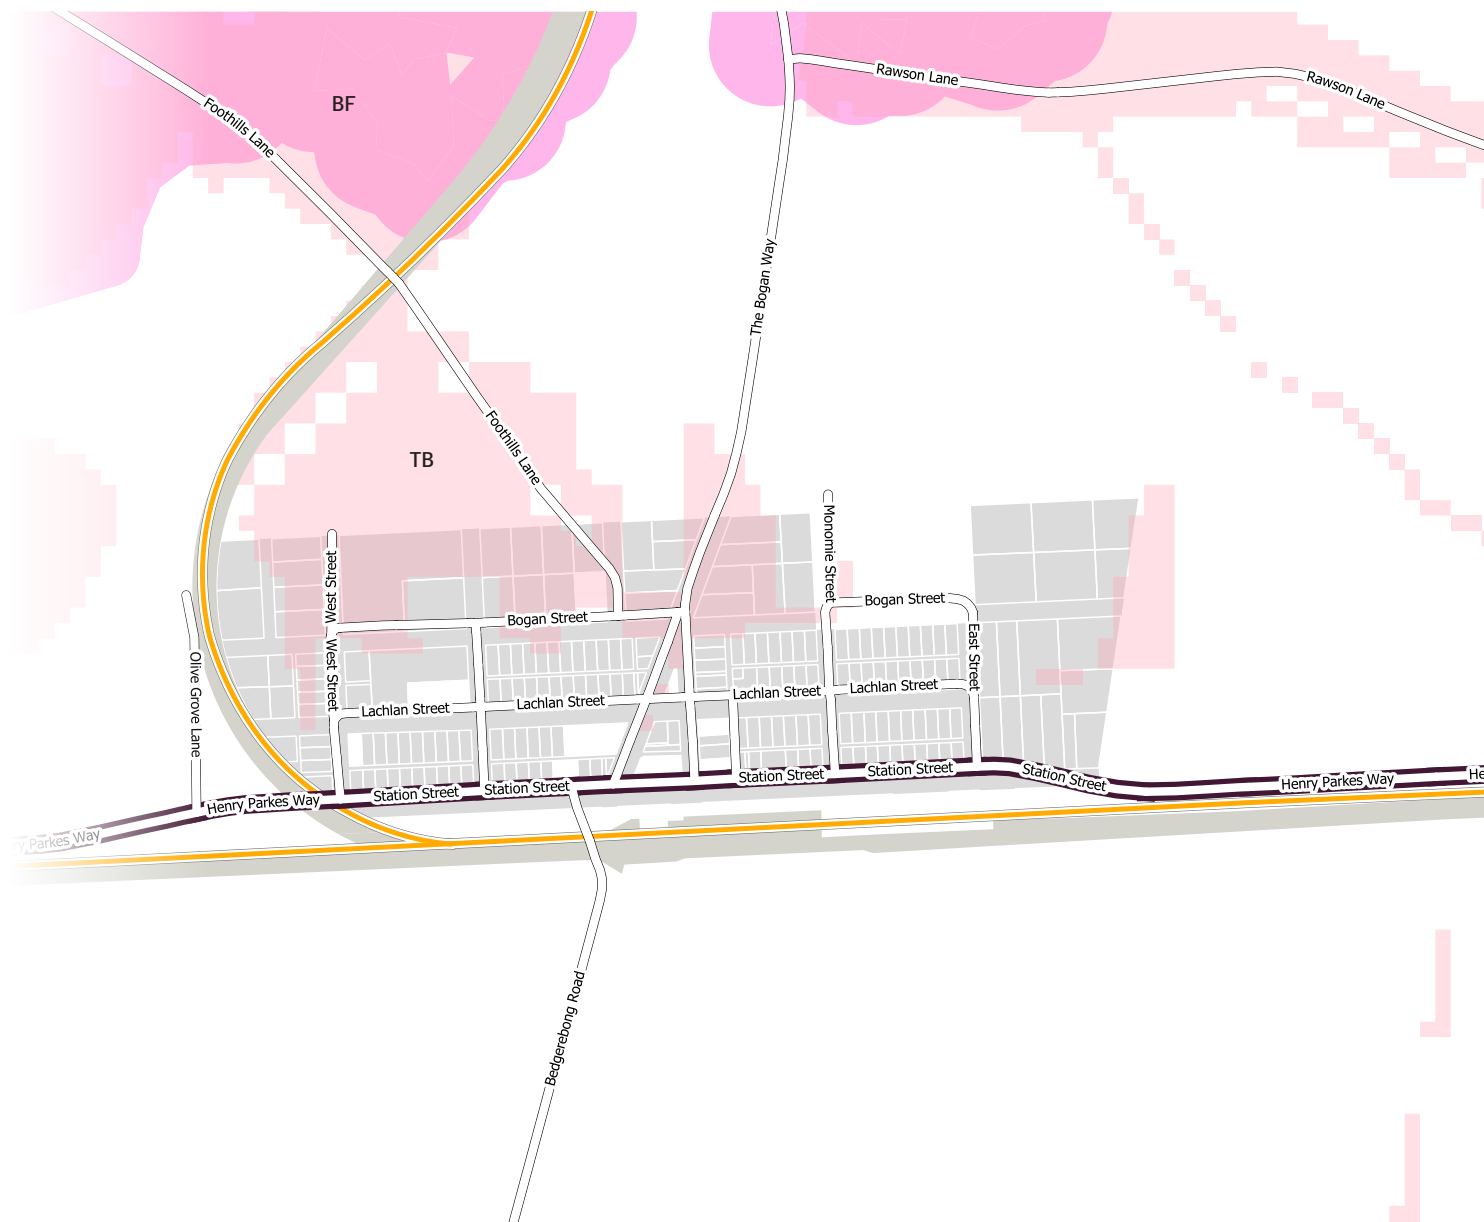 Rawson Lane
Rawson Lane
BF
Foothills Lane
The Bogan Way
Foothills Lane
TB
Monomie Street
West Street
Bogan Street
Bogan Street
East Street
West Street
Olive Grove Lane
Lachlan Street
Lachlan Street
Lachlan Street
Lachlan Street
Station Street
Station Street
Station Street
Station Street
Station Street
Henry Parkes Way
Henry Parkes Way
He
ry Parkes Way
Bedgerebong Road